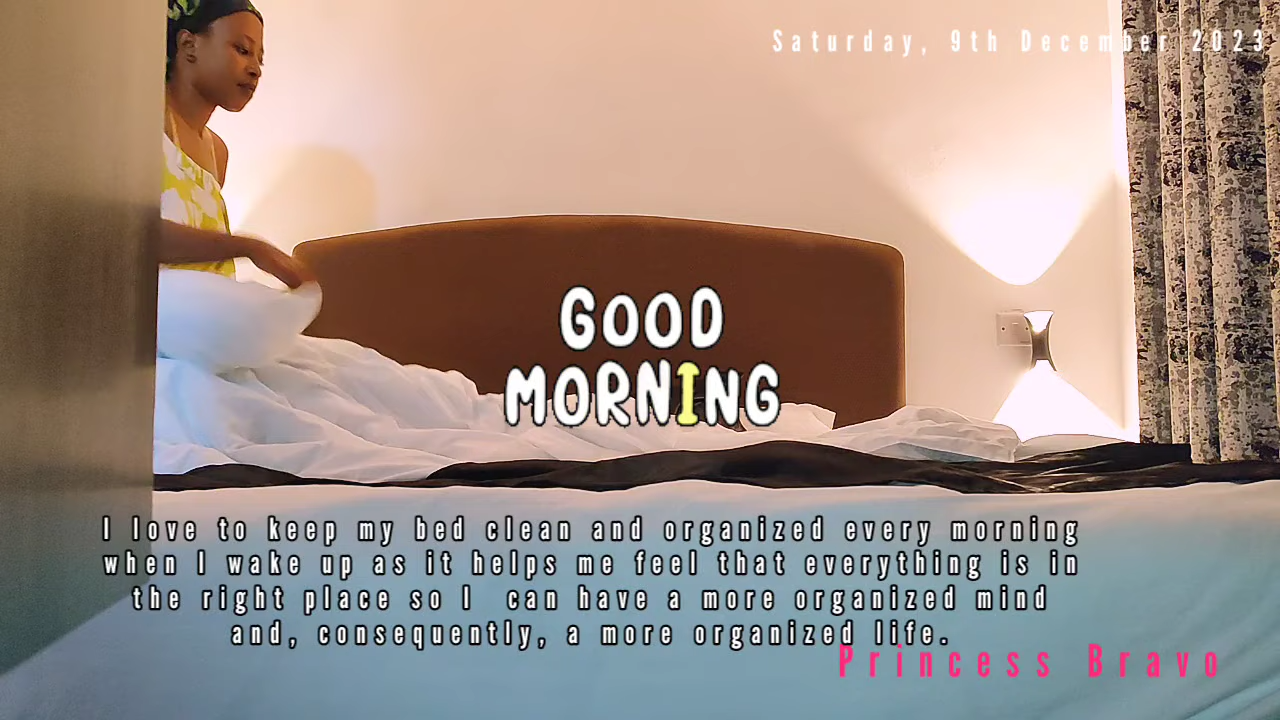 Saturday, 9th December 2023
GOOD
MORNING
I love to keep my bed clean and organized every morning
when I wake up as it helps me feel that everything is in
the right place so I can have a more organized mind
and, consequently, a more organized life.
Princess Bravo